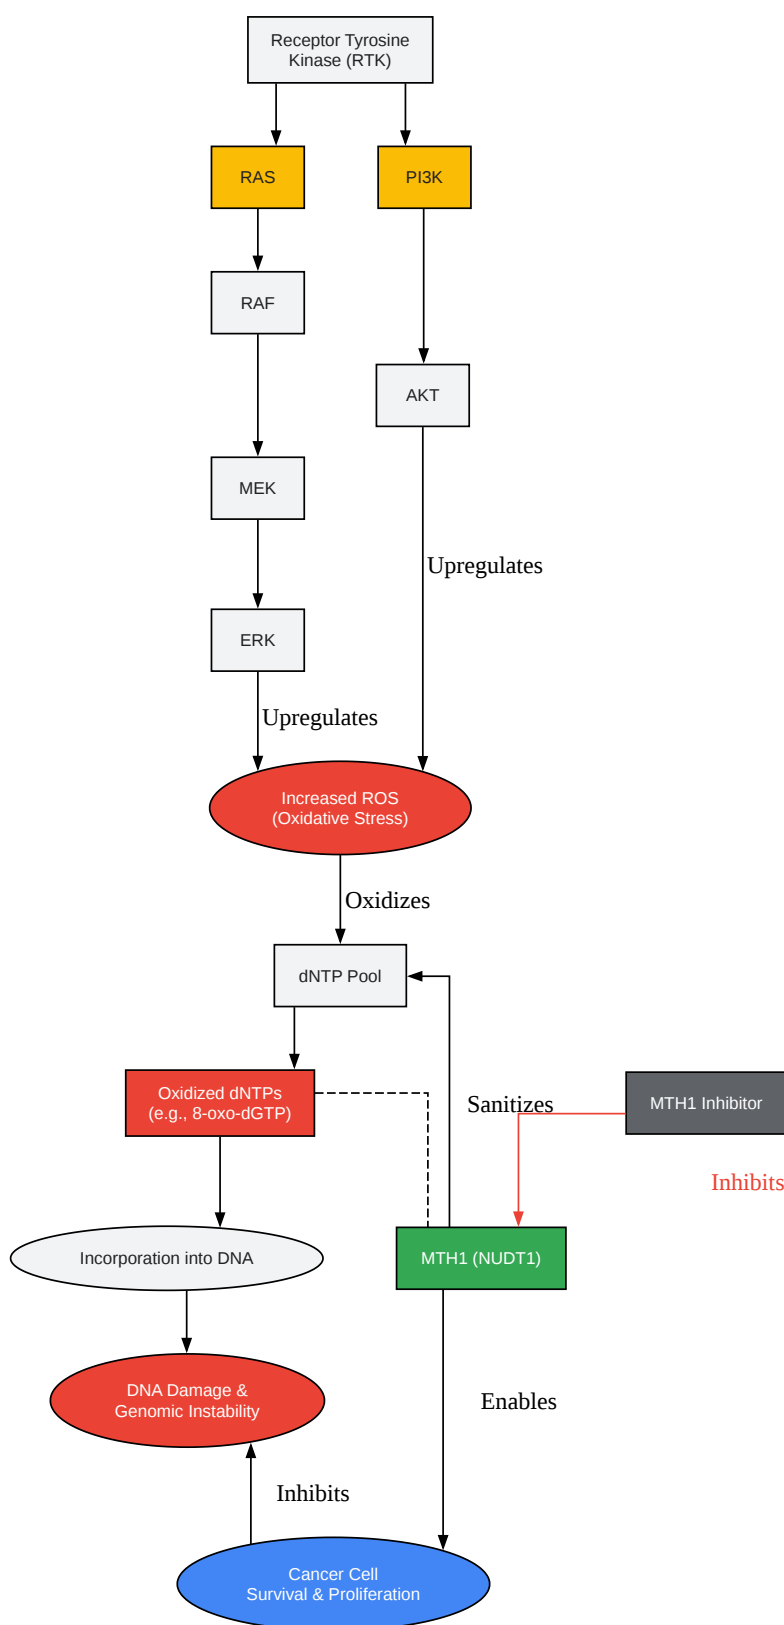 Receptor Tyrosine
Kinase (RTK)
RAS
PI3K
RAF
AKT
MEK
Upregulates
ERK
Upregulates
Increased ROS
(Oxidative Stress)
Oxidizes
dNTP Pool
Oxidized dNTPs
(e.g., 8-oxo-dGTP)
Sanitizes
MTH1 Inhibitor
Inhibits
Incorporation into DNA
MTH1 (NUDT1)
DNA Damage &
Genomic Instability
Enables
Inhibits
Cancer Cell
Survival & Proliferation